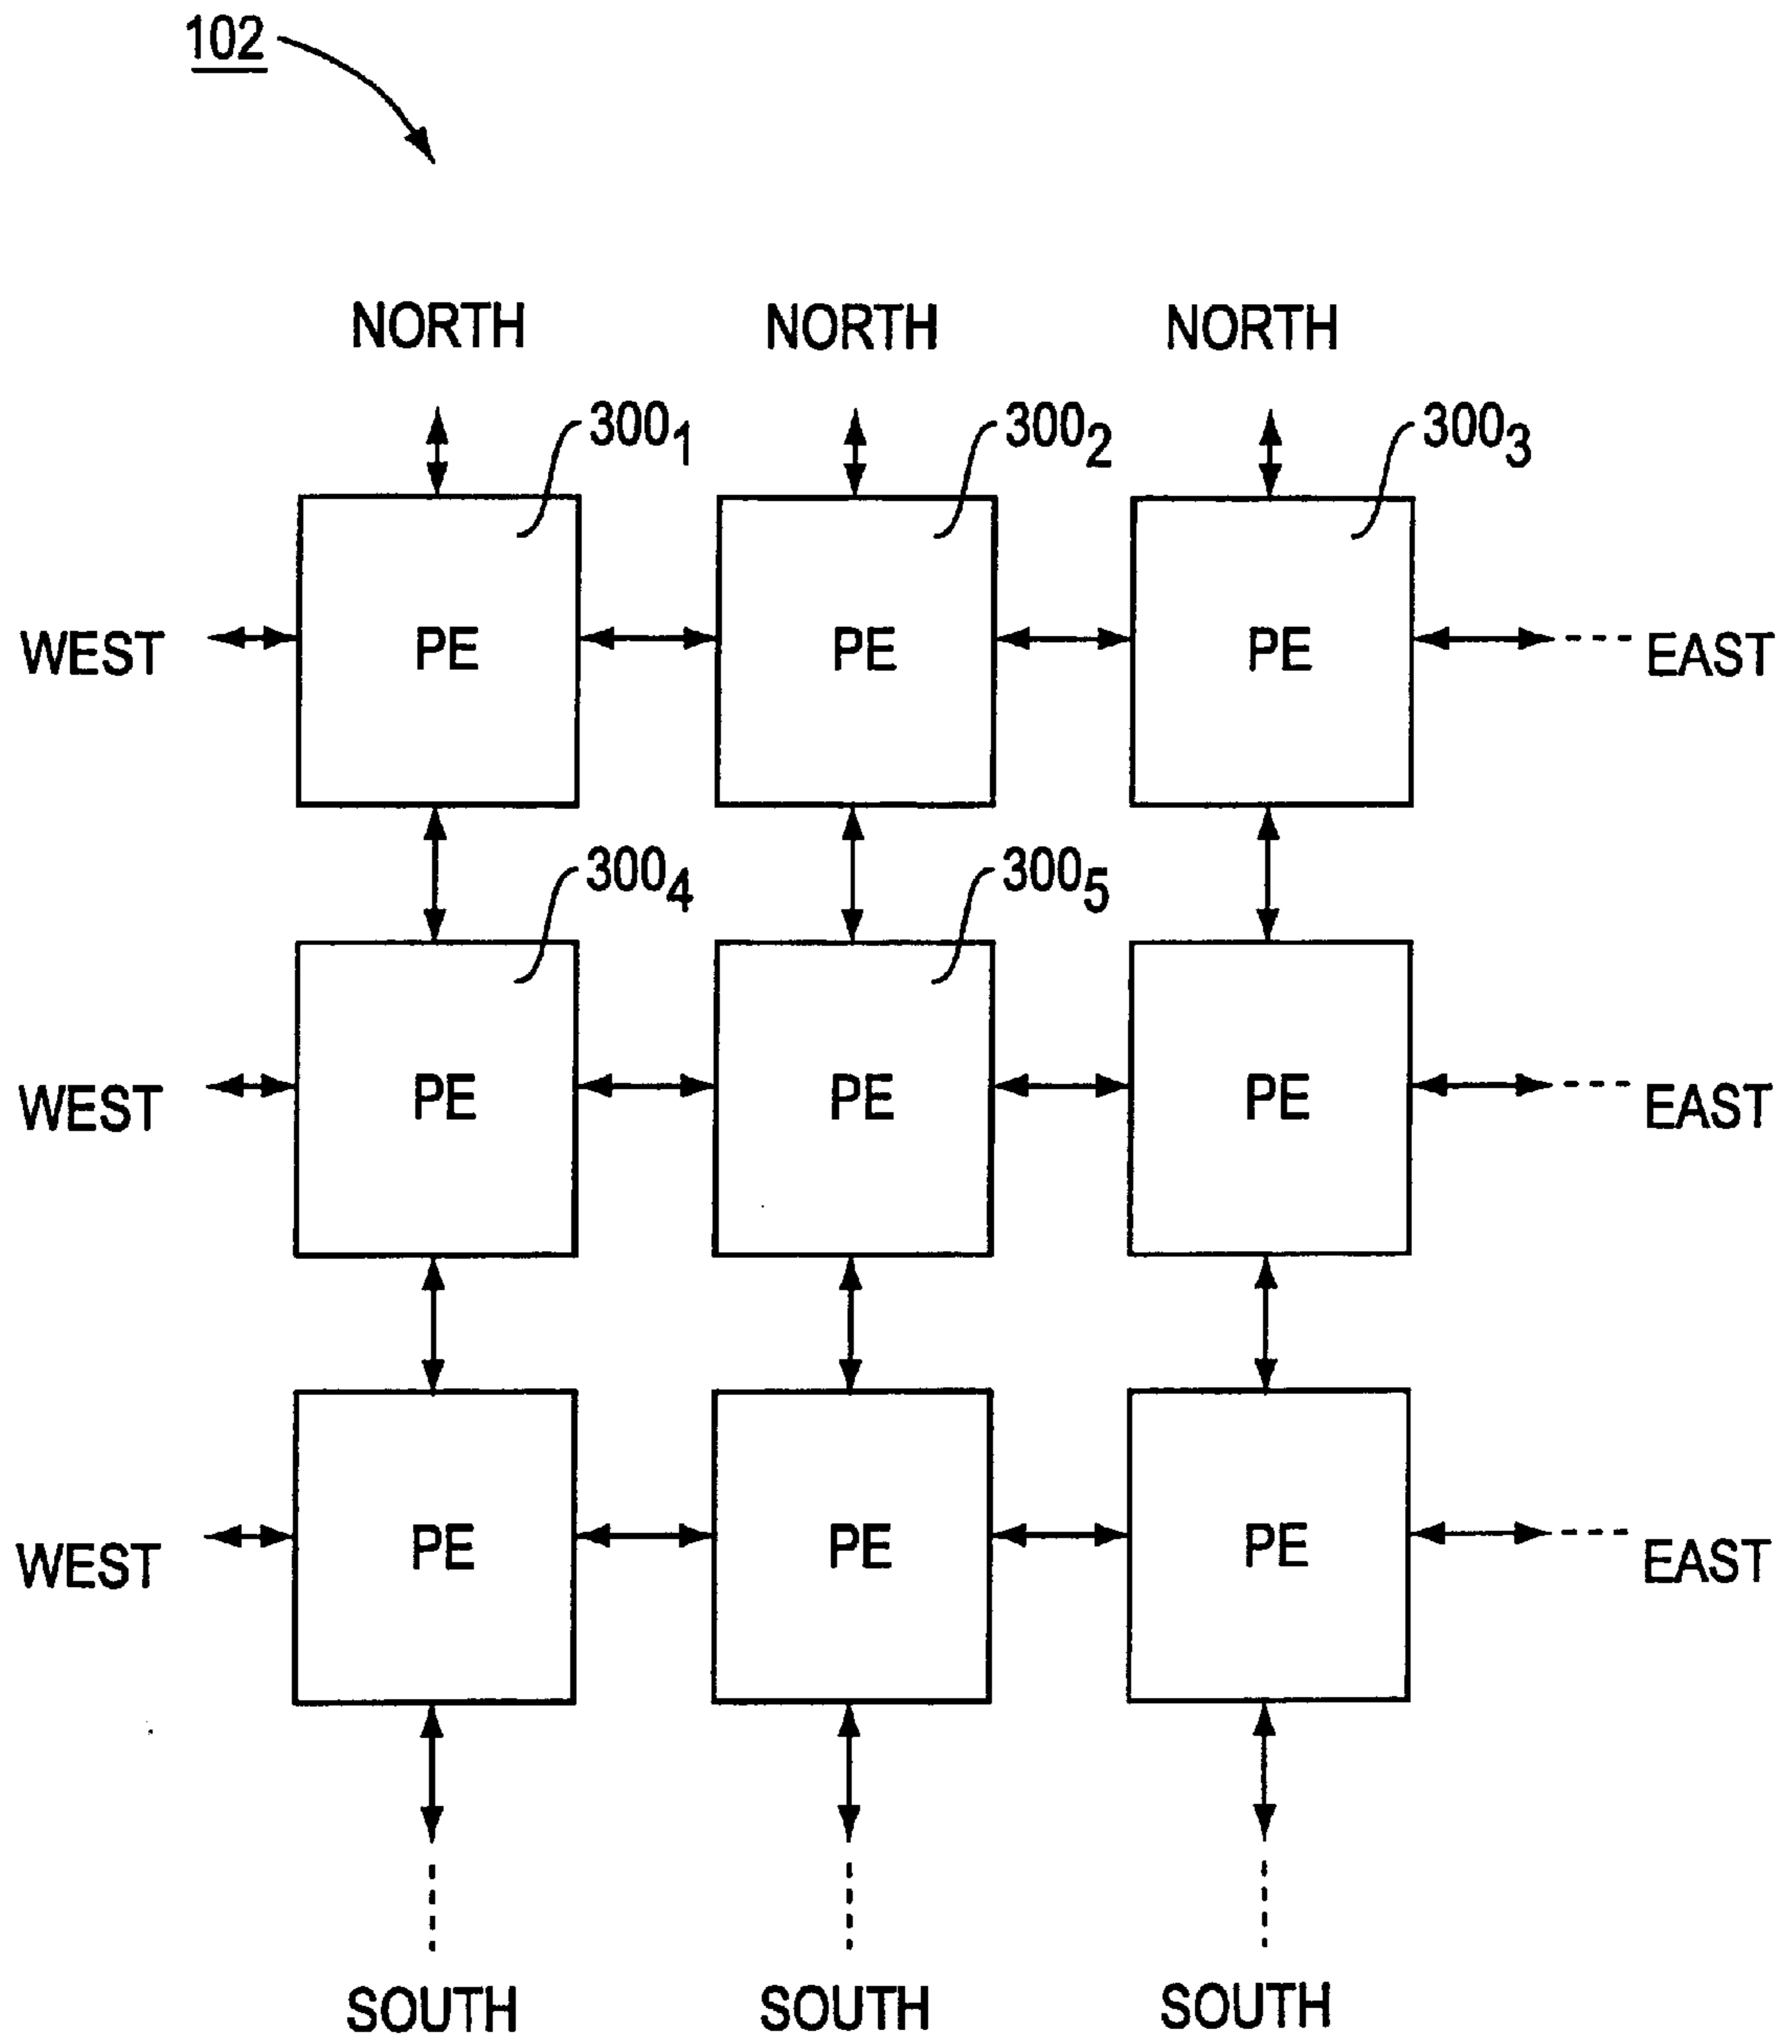 102
NORTH NORTH NORTH
300₁ 300₂ 300₃
WEST PE PE PE EAST
300₄ 300₅
WEST PE PE PE EAST
WEST PE PE PE EAST
SOUTH SOUTH SOUTH